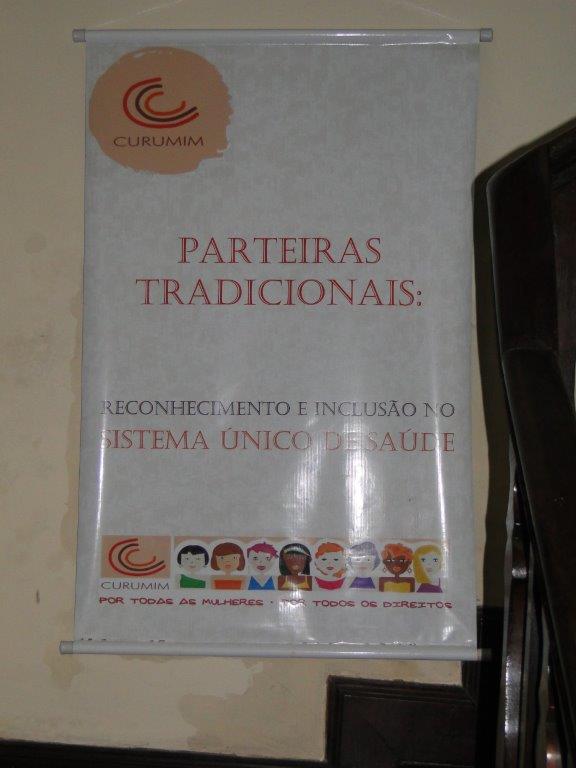 CURUMIM
PARTEIRAS
TRADICIONAIS:
RECONHECIMENTO E INCLUSÃO NO
SISTEMA ÚNICO DE SAÚDE
CURUMIM
POR TODAS AS MULHERES · POR TODOS OS DIREITOS